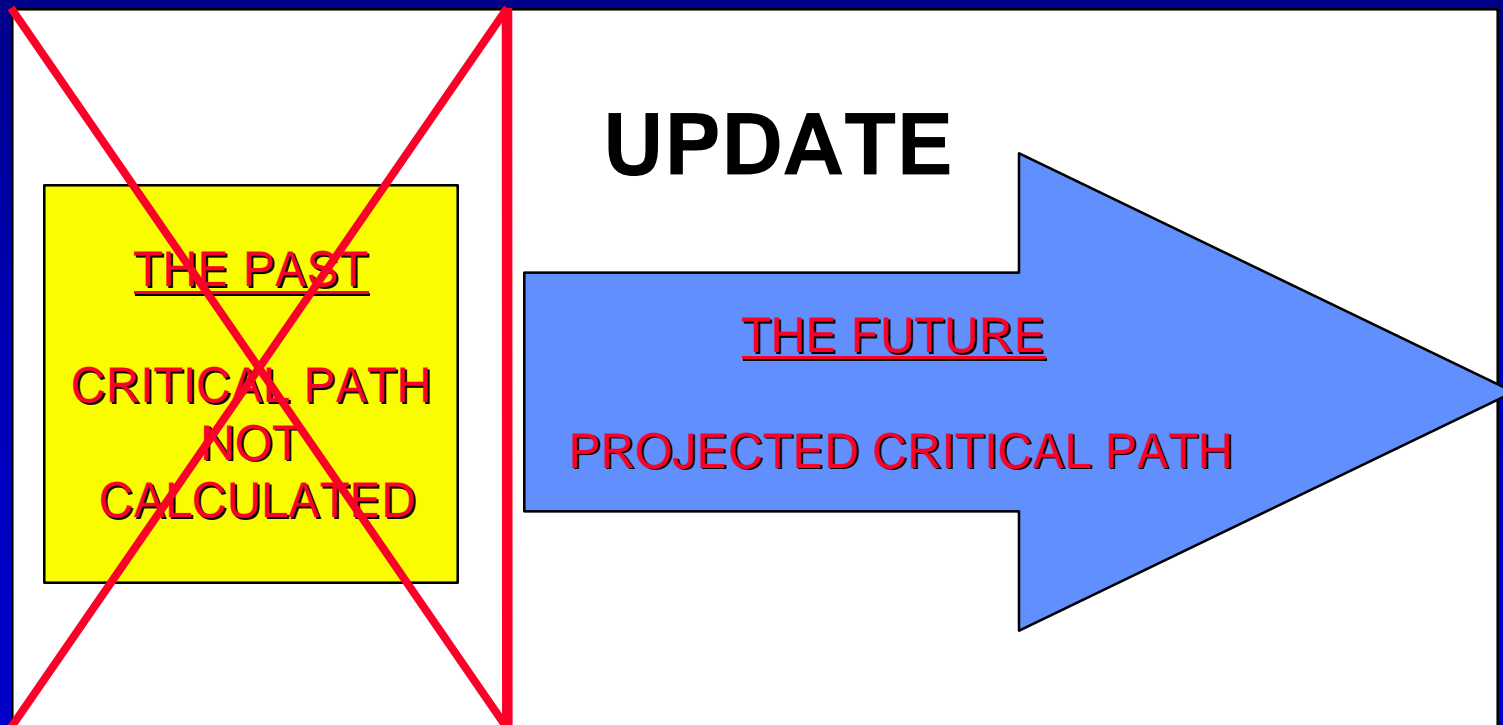 UPDATE
THE PAST
CRITICAL PATH
NOT
CALCULATED
THE FUTURE
PROJECTED CRITICAL PATH